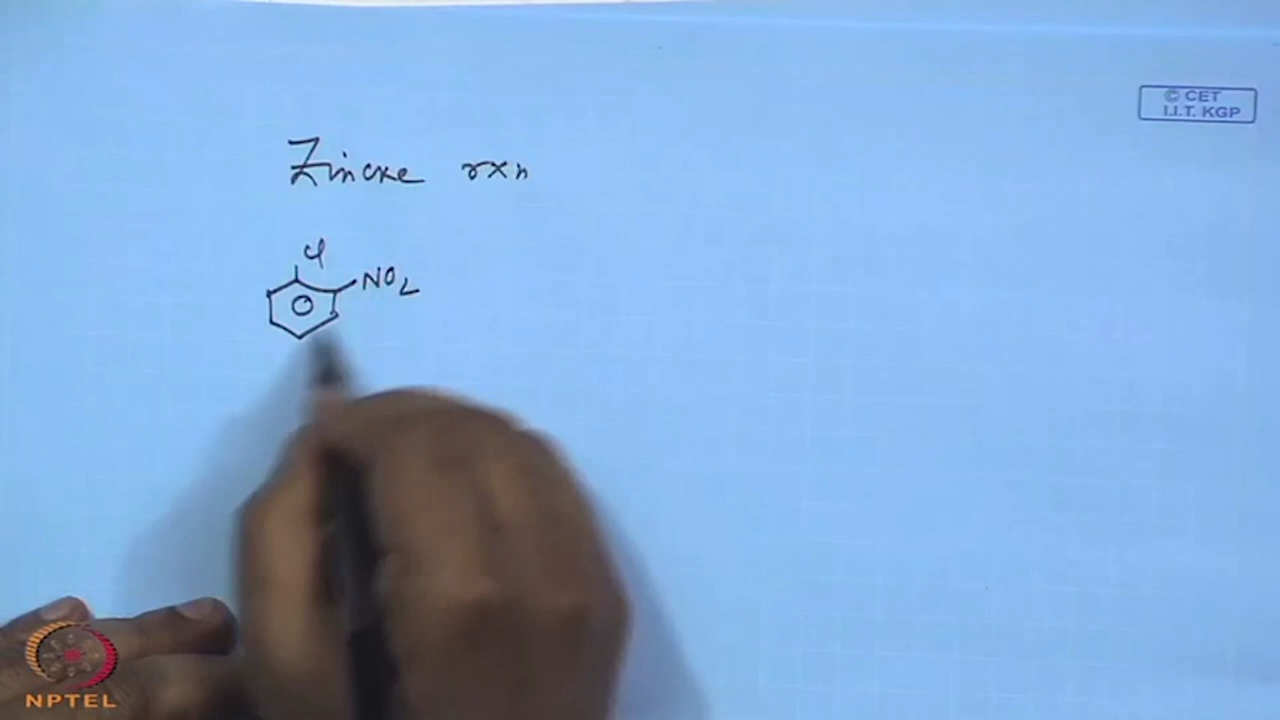 © CET
I.I.T. KGP
Zincke rxn
Cl
NO2
NPTEL